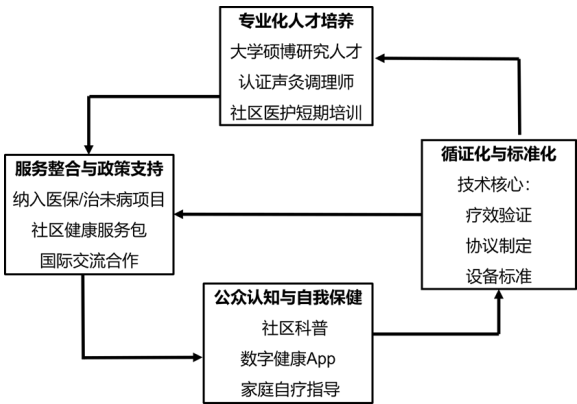 专业化人才培养
大学硕博研究人才
认证声灸调理师
社区医护短期培训
服务整合与政策支持
纳入医保/治未病项目
社区健康服务包
国际交流合作
循证化与标准化
技术核心：
疗效验证
协议制定
设备标准
公众认知与自我保健
社区科普
数字健康App
家庭自疗指导